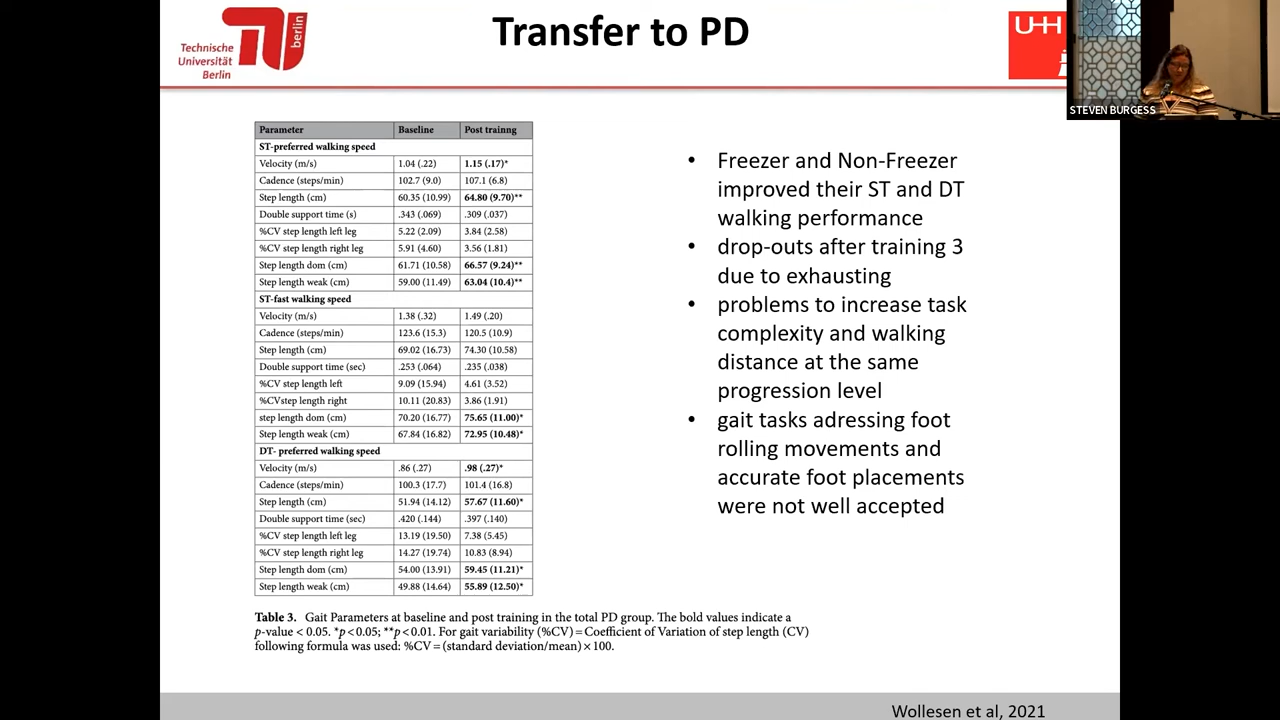 Transfer to PD
Technische
Universität
Berlin
berlin
UHH
STEVEN BURGESS
Parameter Baseline Post trainng
ST-preferred walking speed
Velocity (m/s) 1.04 (.22) 1.15 (.17)*
Cadence (steps/min) 102.7 (9.0) 107.1 (6.8)
Step length (cm) 60.35 (10.99) 64.80 (9.70)**
Double support time (s) .343 (.069) .309 (.037)
%CV step length left leg 5.22 (2.09) 3.84 (2.58)
%CV step length right leg 5.91 (4.60) 3.56 (1.81)
Step length dom (cm) 61.71 (10.58) 66.57 (9.24)**
Step length weak (cm) 59.00 (11.49) 63.04 (10.4)**
ST-fast walking speed
Velocity (m/s) 1.38 (.32) 1.49 (.20)
Cadence (steps/min) 123.6 (15.3) 120.5 (10.9)
Step length (cm) 69.02 (16.73) 74.30 (10.58)
Double support time (sec) .253 (.064) .235 (.038)
%CV step length left 9.09 (15.94) 4.61 (3.52)
%CVstep length right 10.11 (20.83) 3.86 (1.91)
step length dom (cm) 70.20 (16.77) 75.65 (11.00)*
Step length weak (cm) 67.84 (16.82) 72.95 (10.48)*
DT- preferred walking speed
Velocity (m/s) .86 (.27) .98 (.27)*
Cadence (steps/min) 100.3 (17.7) 101.4 (16.8)
Step length (cm) 51.94 (14.12) 57.67 (11.60)*
Double support time (sec) .420 (.144) .397 (.140)
%CV step length left leg 13.19 (19.50) 7.38 (5.45)
%CV step length right leg 14.27 (19.74) 10.83 (8.94)
Step length dom (cm) 54.00 (13.91) 59.45 (11.21)*
Step length weak (cm) 49.88 (14.64) 55.89 (12.50)*
Table 3. Gait Parameters at baseline and post training in the total PD group. The bold values indicate a
p-value < 0.05. *p < 0.05; **p < 0.01. For gait variability (%CV) = Coefficient of Variation of step length (CV)
following formula was used: %CV = (standard deviation/mean) × 100.
• Freezer and Non-Freezer
improved their ST and DT
walking performance
• drop-outs after training 3
due to exhausting
• problems to increase task
complexity and walking
distance at the same
progression level
• gait tasks adressing foot
rolling movements and
accurate foot placements
were not well accepted
Wollesen et al, 2021